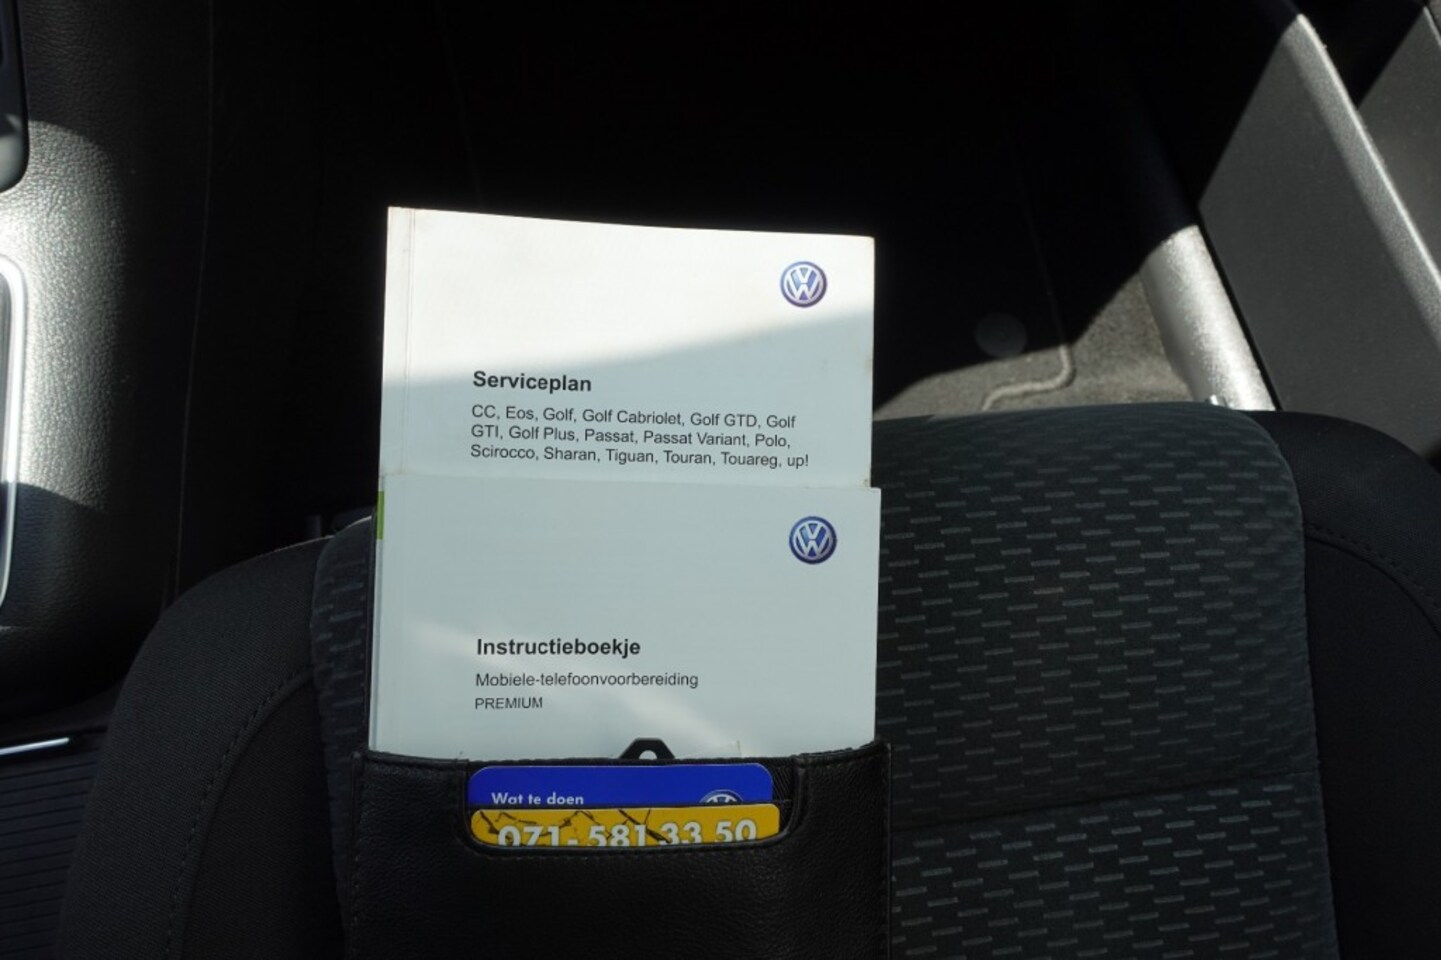 Serviceplan
CC, Eos, Golf, Golf Cabriolet, Golf GTD, Golf
GTI, Golf Plus, Passat, Passat Variant, Polo,
Scirocco, Sharan, Tiguan, Touran, Touareg, up!
Instructieboekje
Mobiele-telefoonvoorbereiding
PREMIUM
Wat te doen
071-581 33 50